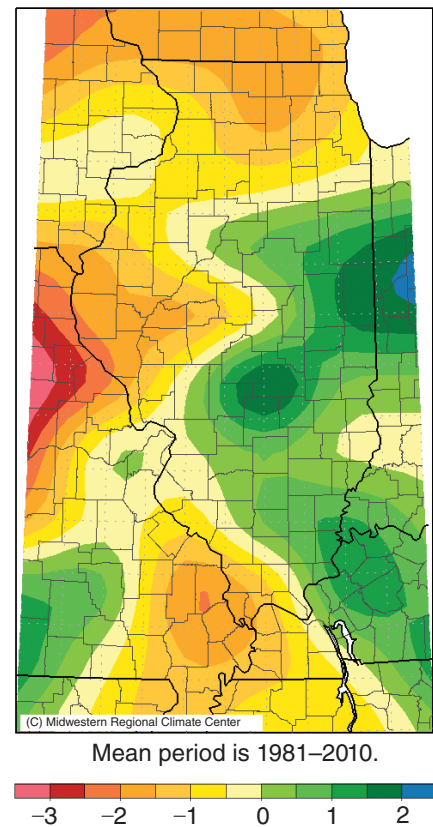 (C) Midwestern Regional Climate Center
Mean period is 1981–2010.
−3 −2 −1 0 1 2